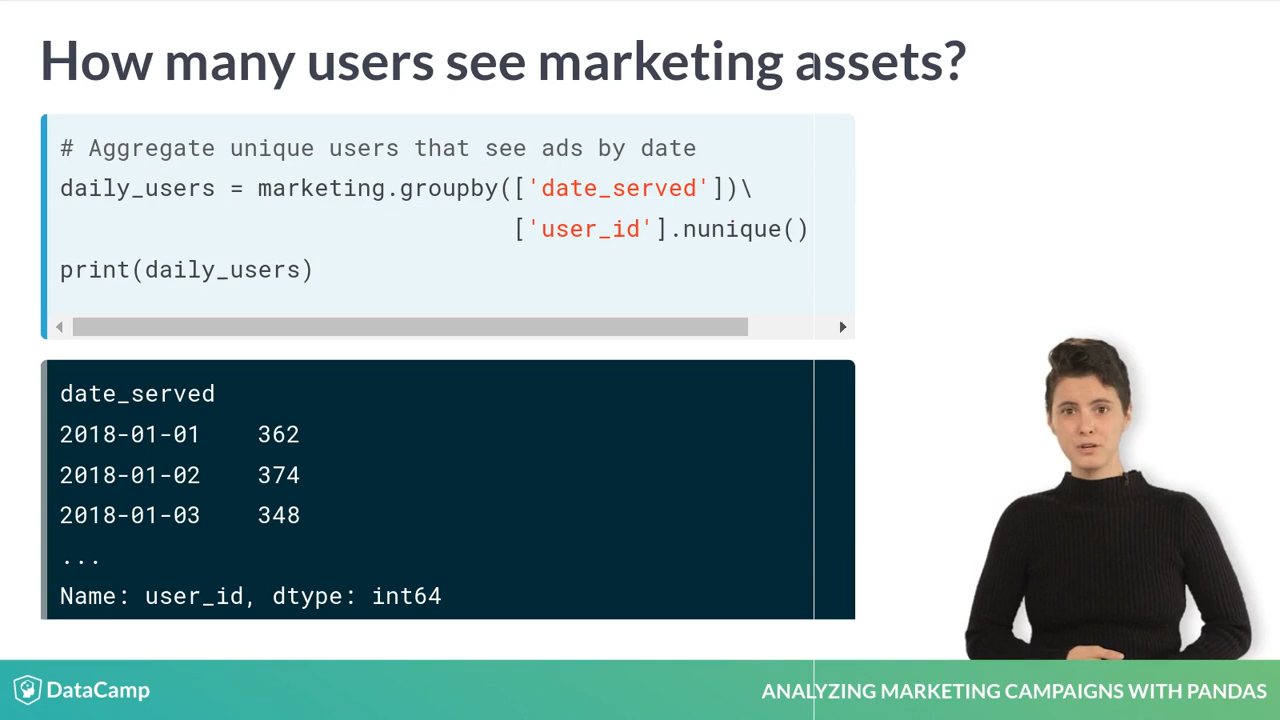 How many users see marketing assets?
# Aggregate unique users that see ads by date
daily_users = marketing.groupby(['date_served'])\
['user_id'].nunique()
print(daily_users)
date_served
2018-01-01    362
2018-01-02    374
2018-01-03    348
...
Name: user_id, dtype: int64
DataCamp
ANALYZING MARKETING CAMPAIGNS WITH PANDAS